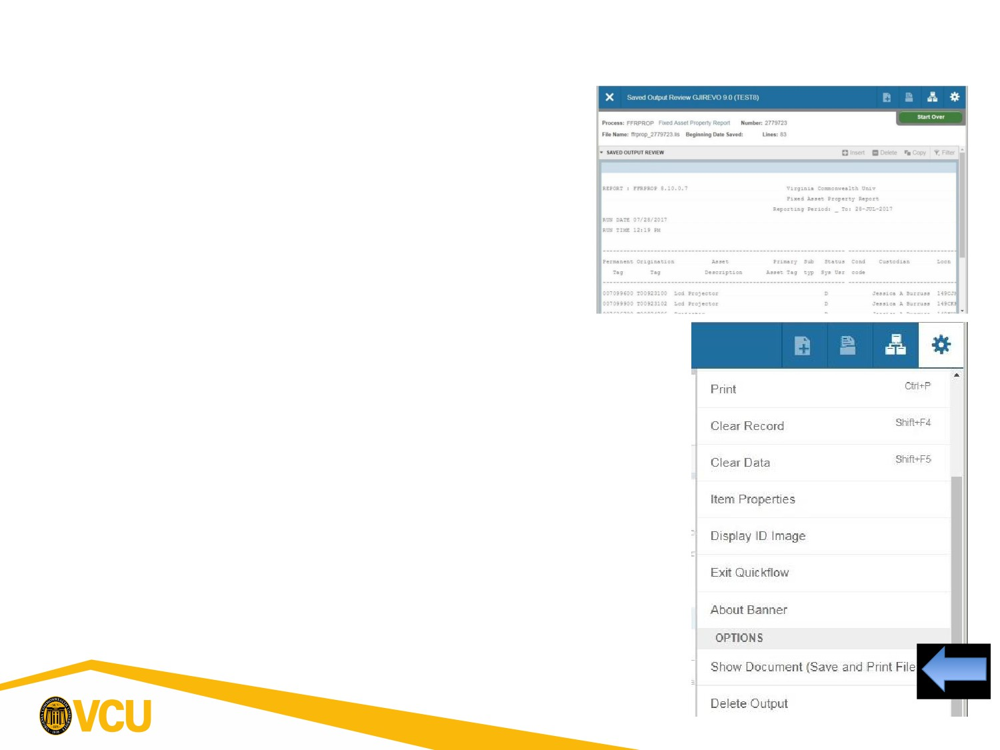 Saved Output Review GJIREVO 9.0 (TEST8)
Start Over
Process: FFRPROP Fixed Asset Property Report Number: 2779723
File Name: ffrprop_2779723.lis Beginning Date Saved: Lines: 83
SAVED OUTPUT REVIEW Insert Delete Copy Filter
REPORT : FFRPROP 8.10.0.7 Virginia Commonwealth Univ
Fixed Asset Property Report
Reporting Period: _ To: 28-JUL-2017
RUN DATE 07/28/2017
RUN TIME 12:19 PM
Permanent Origination Asset Primary Sub Status Cond Custodian Locn
Tag Tag Description Asset Tag typ Sys Usr code
007099600 T00923100 Lcd Projector D Jessica A Burruss
007099900 T00923102 Lcd Projector D Jessica A Burruss
Print Ctrl+P
Clear Record Shift+F4
Clear Data Shift+F5
Item Properties
Display ID Image
Exit Quickflow
About Banner
OPTIONS
Show Document (Save and Print File
Delete Output
VCU